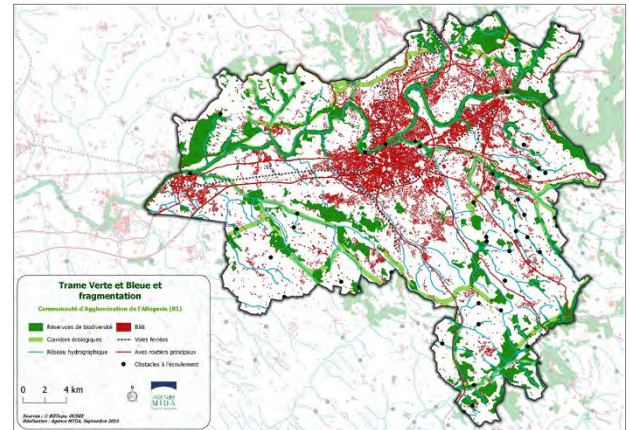 Trame Verte et Bleue et
fragmentation
Communauté d'Agglomération de l'Albigeois (81)
Réservoirs de biodiversité
Bâti
Corridors écologiques
Voies ferrées
Réseau hydrographique
Axes routiers principaux
Obstacles à l'écoulement
0 2 4 km
N
AGENCE
MTDA
Sources : © BDTopo, OCSGE
Réalisation : Agence MTDA, Septembre 2015